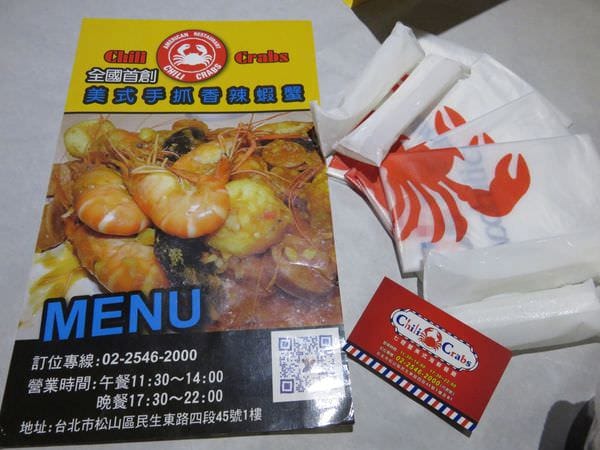 Chili Crabs
AMERICAN RESTAURANT
CHILI CRABS
全國首創
美式手抓香辣蝦蟹
MENU
訂位專線:02-2546-2000
營業時間:午餐11:30～14:00
晚餐17:30～22:00
地址:台北市松山區民生東路四段45號1樓
Chili Crabs
02-2546-2000